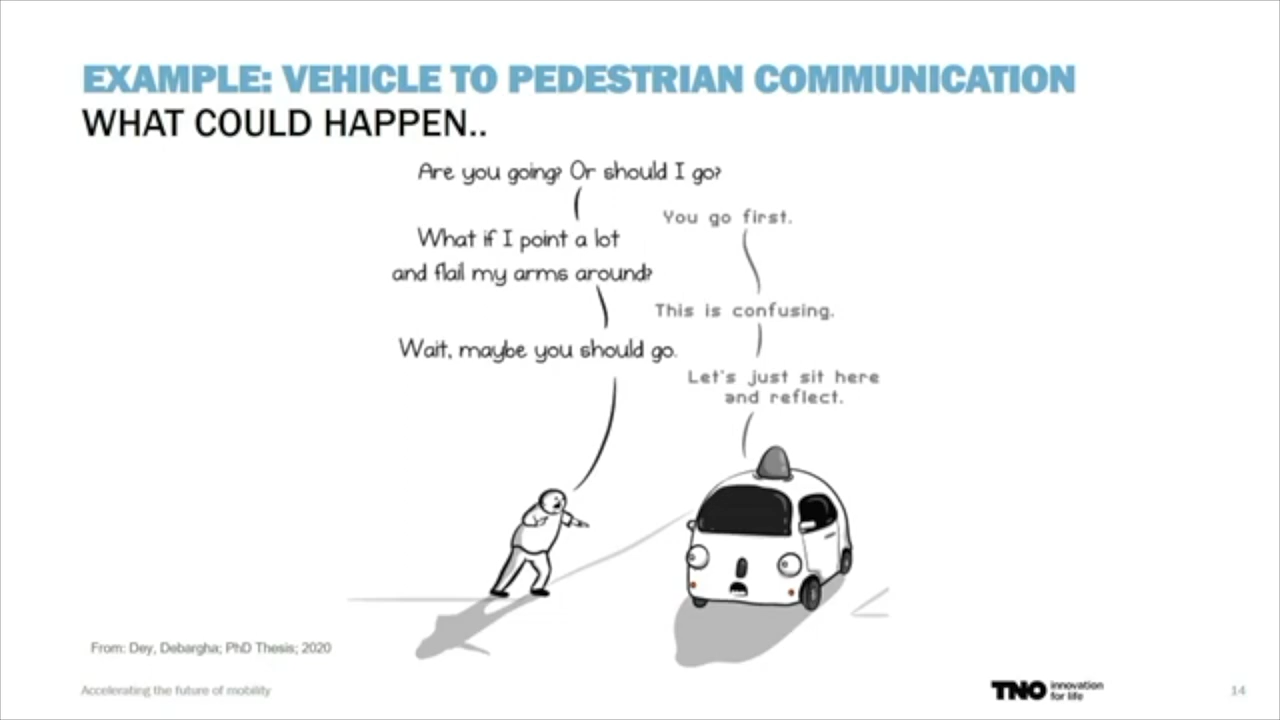 EXAMPLE: VEHICLE TO PEDESTRIAN COMMUNICATION
WHAT COULD HAPPEN..
Are you going? Or should I go?
You go first.
What if I point a lot
and flail my arms around?
This is confusing.
Wait, maybe you should go.
Let's just sit here
and reflect.
From: Dey, Debargha; PhD Thesis; 2020
Accelerating the future of mobility
TNO innovation
for life
14